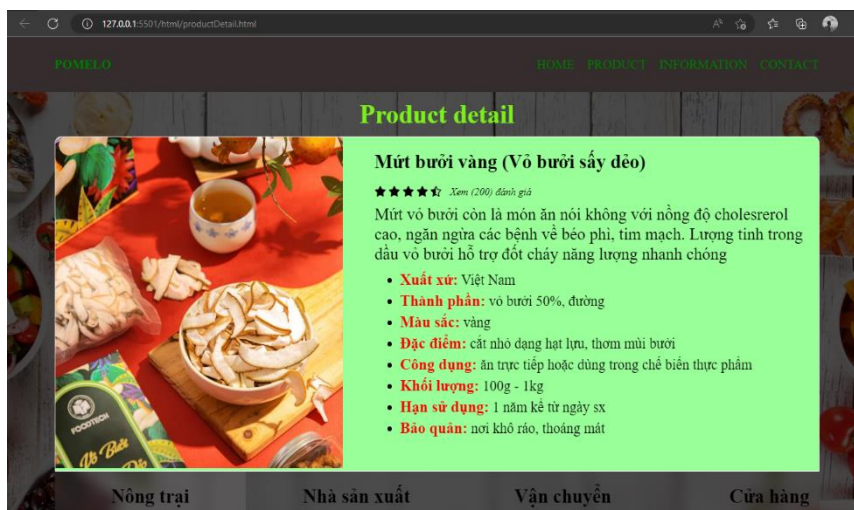 127.0.0.1:5501/html/productDetail.html
POMELO
HOME PRODUCT INFORMATION CONTACT
Product detail
Mứt bưởi vàng (Vỏ bưởi sấy dẻo)
Xem (200) đánh giá
Mứt vỏ bưởi còn là món ăn nói không với nồng độ cholesrerol
cao, ngăn ngừa các bệnh về béo phì, tim mạch. Lượng tinh trong
dầu vỏ bưởi hỗ trợ đốt cháy năng lượng nhanh chóng
Xuất xứ: Việt Nam
Thành phần: vỏ bưởi 50%, đường
Màu sắc: vàng
Đặc điểm: cắt nhỏ dạng hạt lựu, thơm mùi bưởi
Công dụng: ăn trực tiếp hoặc dùng trong chế biến thực phẩm
Khối lượng: 100g - 1kg
Hạn sử dụng: 1 năm kể từ ngày sx
Bảo quản: nơi khô ráo, thoáng mát
FOODTECH
Vỏ Bưởi
Dẻo
Nông trại
Nhà sản xuất
Vận chuyển
Cửa hàng